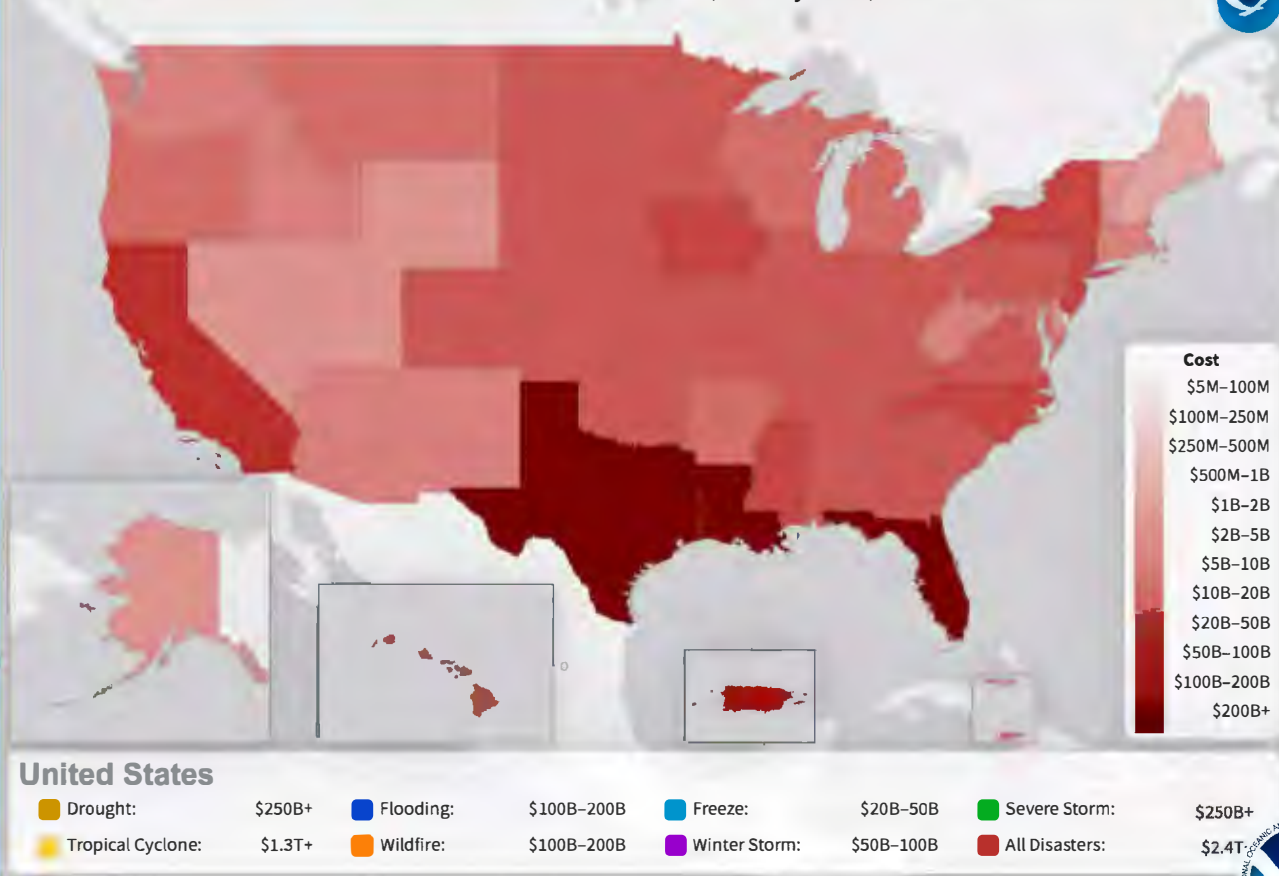 Cost
$5M–100M
$100M–250M
$250M–500M
$500M–1B
$1B–2B
$2B–5B
$5B–10B
$10B–20B
$20B–50B
$50B–100B
$100B–200B
$200B+
United States
Drought: $250B+ Flooding: $100B–200B Freeze: $20B–50B Severe Storm: $250B+
Tropical Cyclone: $1.3T+ Wildfire: $100B–200B Winter Storm: $50B–100B All Disasters: $2.4T